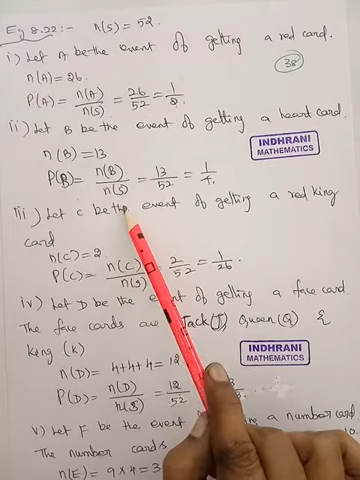 Eg 8.22:- n(S) = 52.
i) Let A be the event of getting a red card.
38
n(A) = 26.
P(A) = n(A)/n(S) = 26/52 = 1/2.
ii) Let B be the event of getting a heart card.
INDHRANI
MATHEMATICS
n(B) = 13
P(B) = n(B)/n(S) = 13/52 = 1/4.
iii) Let C be the event of getting a red king
card
n(C) = 2.
P(C) = n(C)/n(S) = 2/52 = 1/26.
iv) Let D be the event of getting a face card.
The face cards are Jack(J), Queen(Q) &
King (K)
INDHRANI
MATHEMATICS
n(D) = 4+4+4 = 12
P(D) = n(D)/n(S) = 12/52
v) Let E be the event a number card
The number cards 10.
n(E) = 9 × 4 = 3